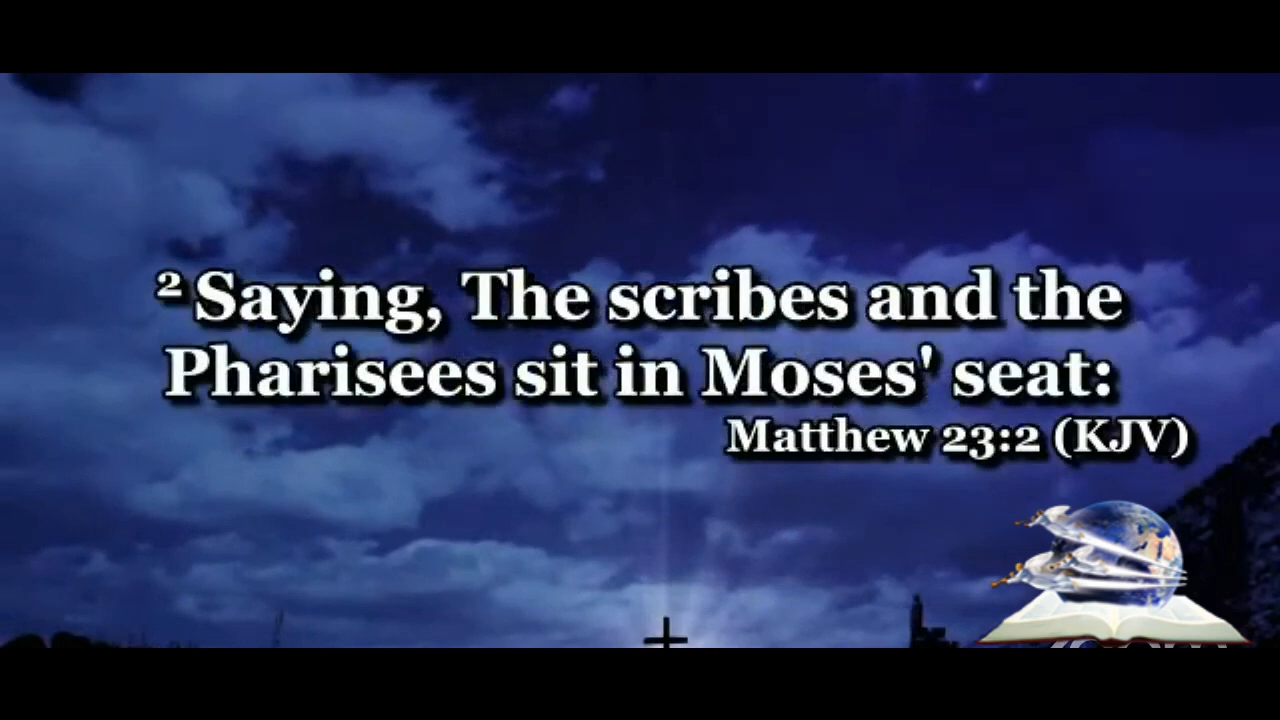 ² Saying, The scribes and the
Pharisees sit in Moses' seat:
Matthew 23:2 (KJV)